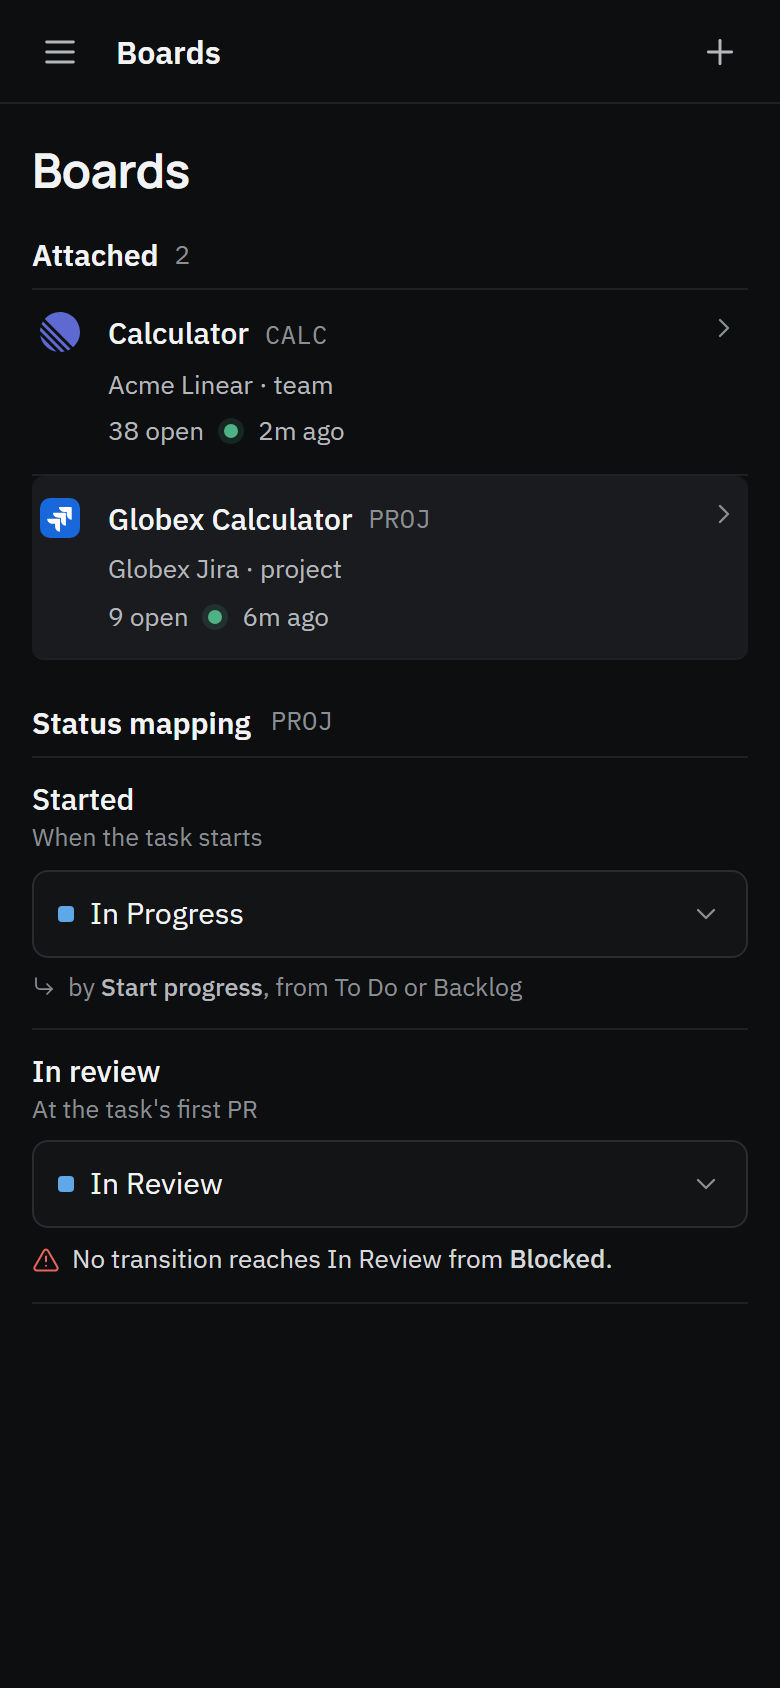 Boards
Boards
Attached 2
Calculator CALC
Acme Linear · team
38 open 2m ago
Globex Calculator PROJ
Globex Jira · project
9 open 6m ago
Status mapping PROJ
Started
When the task starts
In Progress
by Start progress, from To Do or Backlog
In review
At the task's first PR
In Review
No transition reaches In Review from Blocked.